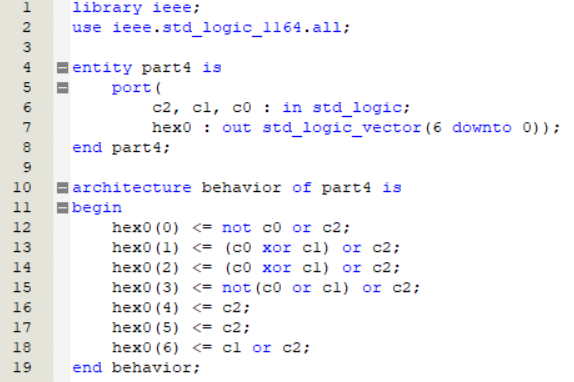 1 library ieee;
2 use ieee.std_logic_1164.all;
3
4 entity part4 is
5     port(
6         c2, c1, c0 : in std_logic;
7         hex0 : out std_logic_vector(6 downto 0));
8 end part4;
9
10 architecture behavior of part4 is
11 begin
12     hex0(0) <= not c0 or c2;
13     hex0(1) <= (c0 xor c1) or c2;
14     hex0(2) <= (c0 xor c1) or c2;
15     hex0(3) <= not(c0 or c1) or c2;
16     hex0(4) <= c2;
17     hex0(5) <= c2;
18     hex0(6) <= c1 or c2;
19 end behavior;